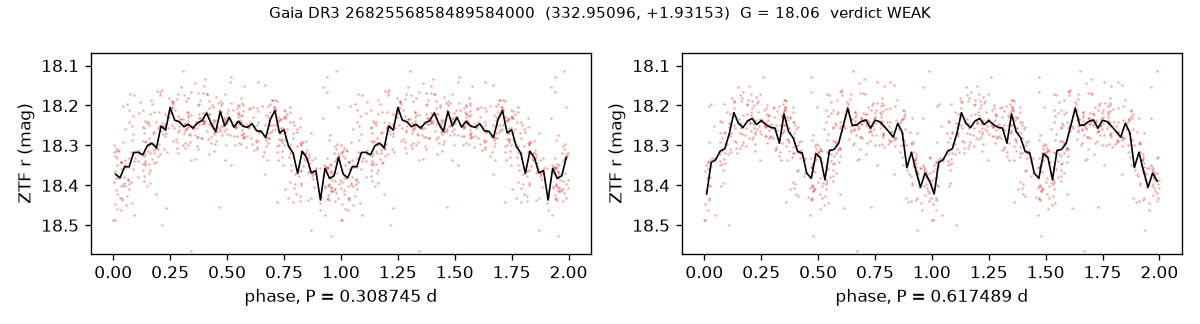 Gaia DR3 2682556858489584000  (332.95096, +1.93153)  G = 18.06  verdict WEAK
ZTF r (mag)
18.1
18.2
18.3
18.4
18.5
0.00 0.25 0.50 0.75 1.00 1.25 1.50 1.75 2.00
phase, P = 0.308745 d
ZTF r (mag)
18.1
18.2
18.3
18.4
18.5
0.00 0.25 0.50 0.75 1.00 1.25 1.50 1.75 2.00
phase, P = 0.617489 d